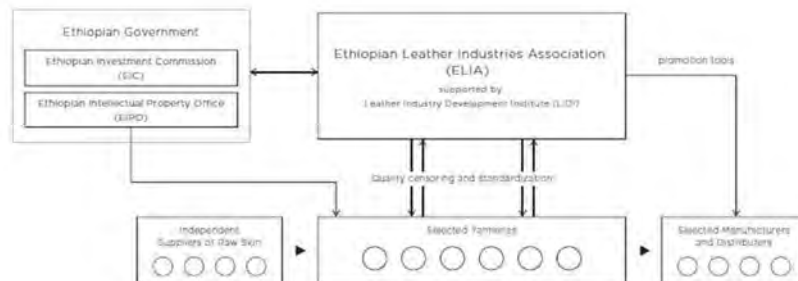 Ethiopian Government
Ethiopian Investment Commission
(EIC)
Ethiopian Intellectual Property Office
(EIPO)
Ethiopian Leather Industries Association
(ELIA)
supported by
Leather Industry Development Institute (LIDI)
promotion tools
Quality censoring and standardization
Independent
Suppliers of Raw Skin
Selected Tanneries
Selected Manufacturers
and Distributers